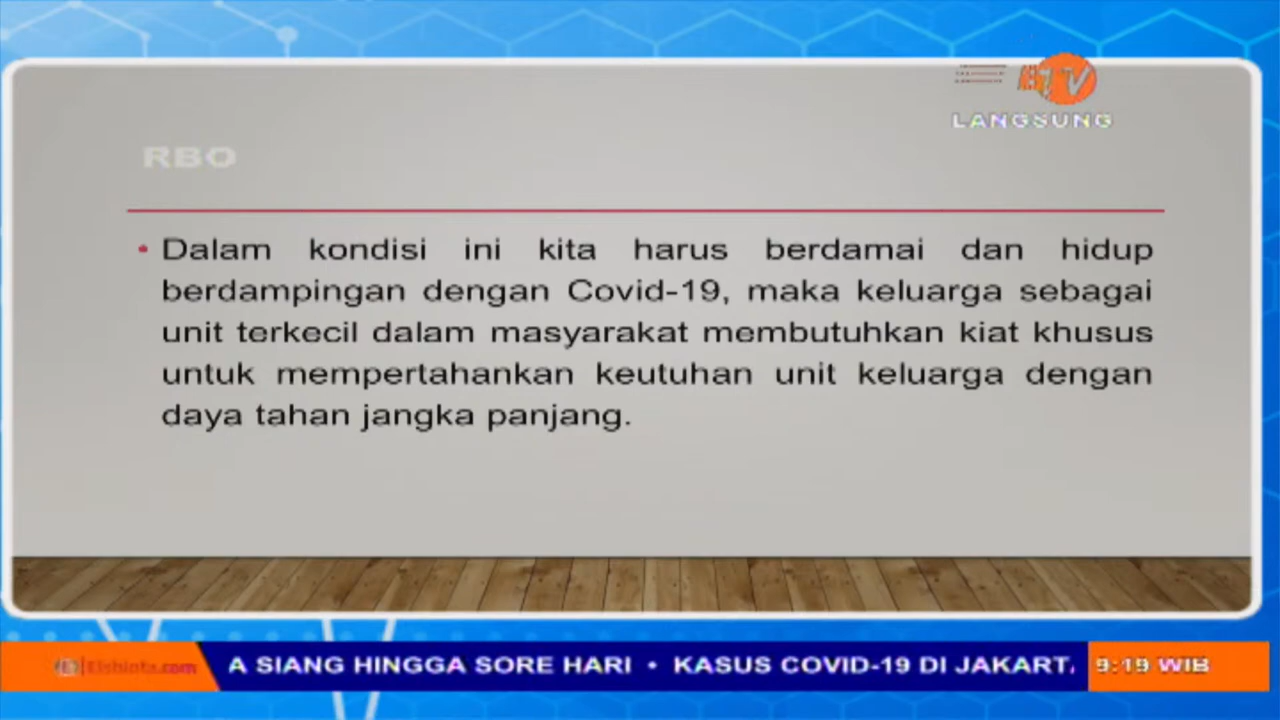 LANGSUNG
RBO
• Dalam kondisi ini kita harus berdamai dan hidup
berdampingan dengan Covid-19, maka keluarga sebagai
unit terkecil dalam masyarakat membutuhkan kiat khusus
untuk mempertahankan keutuhan unit keluarga dengan
daya tahan jangka panjang.
Elshinta.com
A SIANG HINGGA SORE HARI • KASUS COVID-19 DI JAKART
9:19 WIB